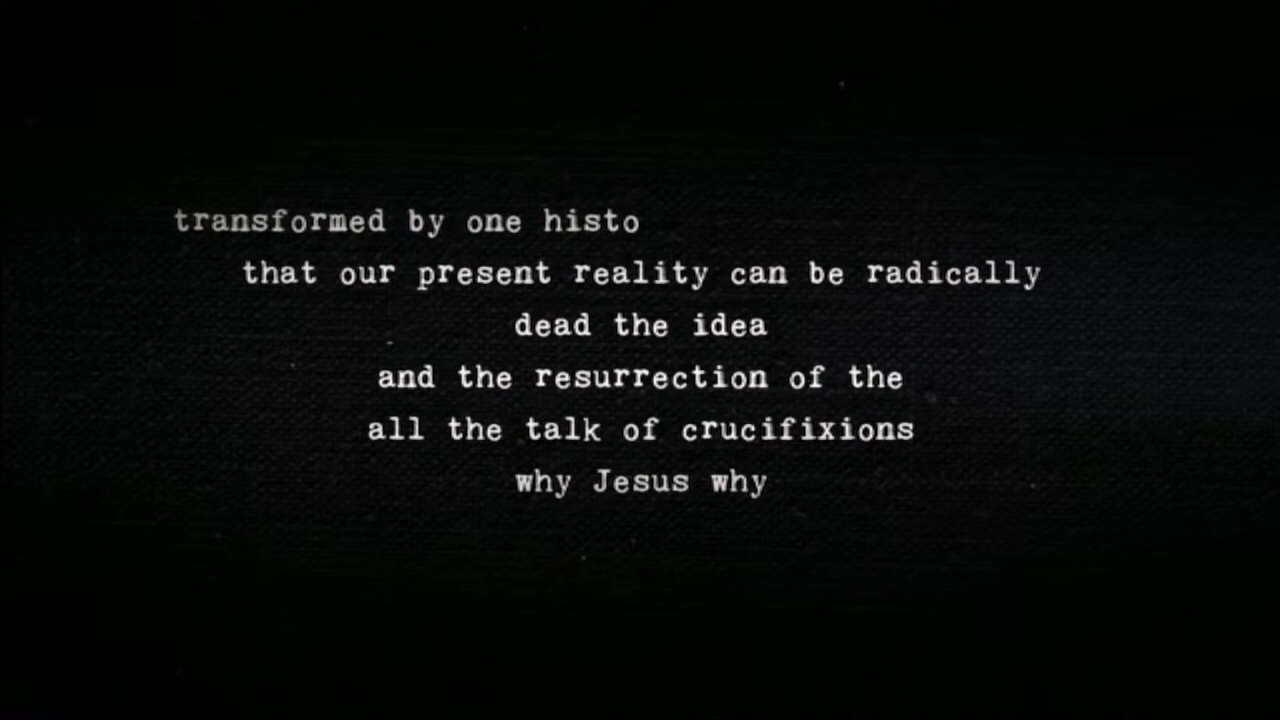 transformed by one histo
that our present reality can be radically
dead the idea
and the resurrection of the
all the talk of crucifixions
why Jesus why